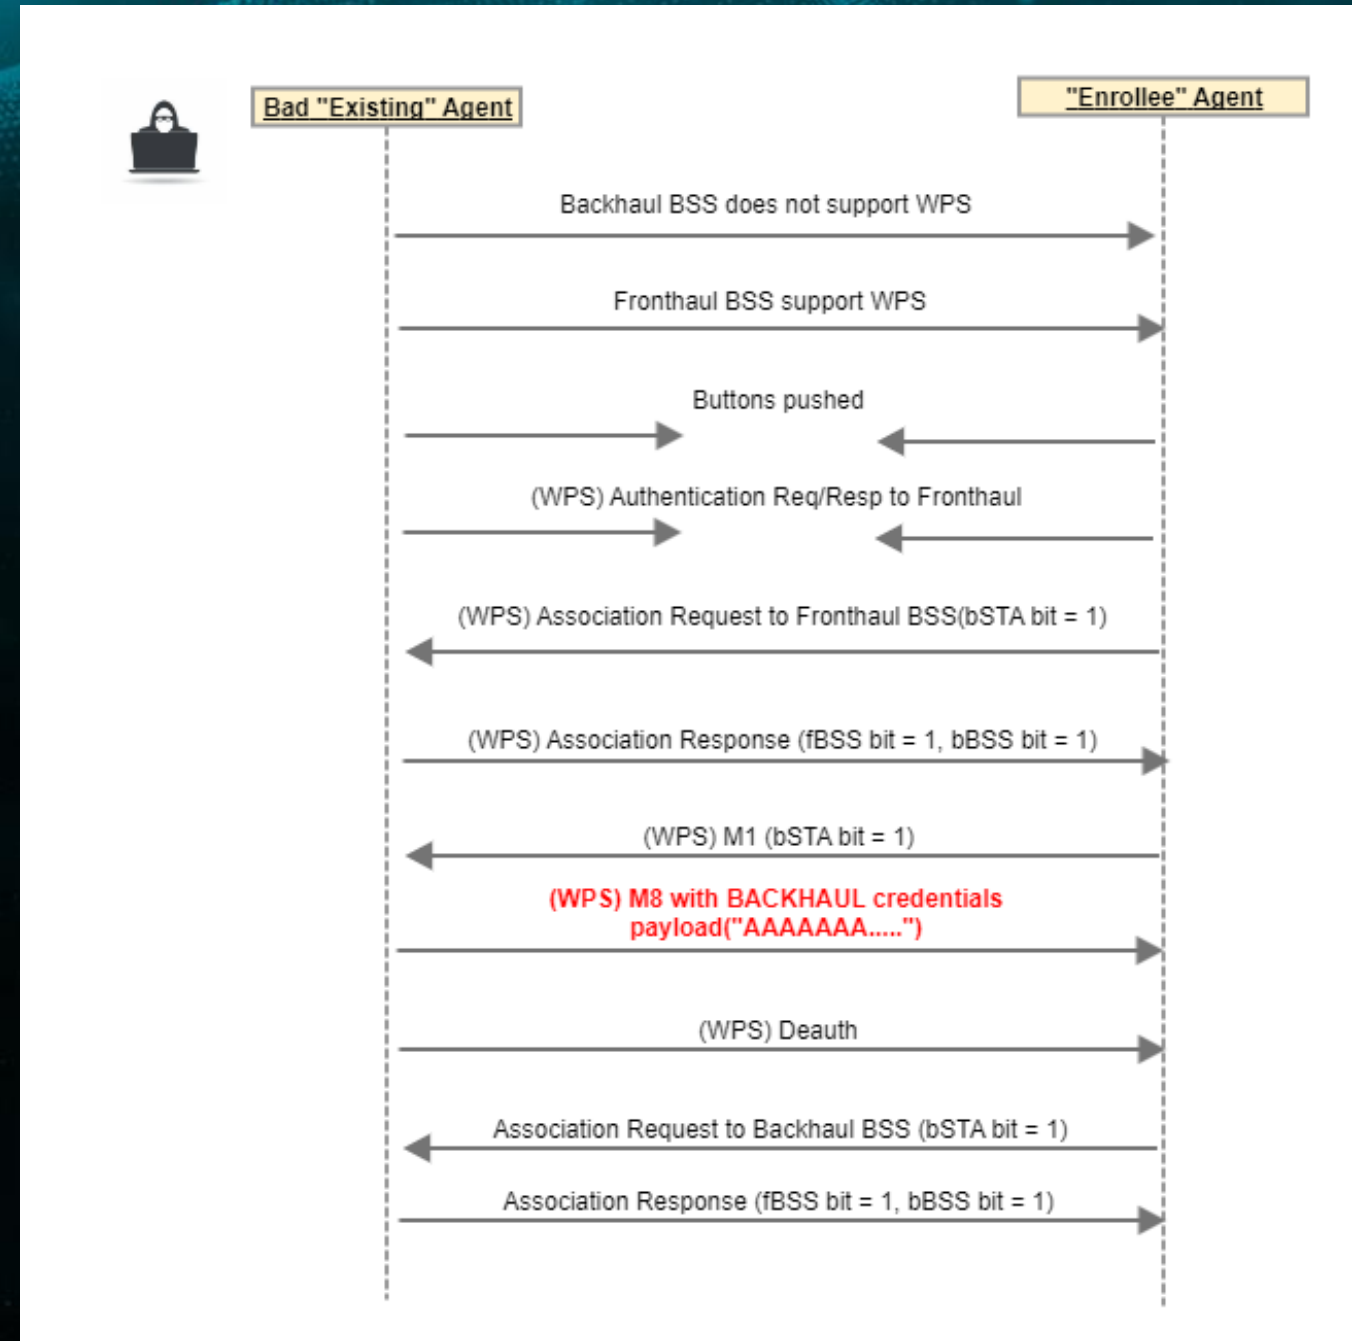 Bad "Existing" Agent
"Enrollee" Agent
Backhaul BSS does not support WPS
Fronthaul BSS support WPS
Buttons pushed
(WPS) Authentication Req/Resp to Fronthaul
(WPS) Association Request to Fronthaul BSS(bSTA bit = 1)
(WPS) Association Response (fBSS bit = 1, bBSS bit = 1)
(WPS) M1 (bSTA bit = 1)
(WPS) M8 with BACKHAUL credentials
payload("AAAAAAA.....")
(WPS) Deauth
Association Request to Backhaul BSS (bSTA bit = 1)
Association Response (fBSS bit = 1, bBSS bit = 1)